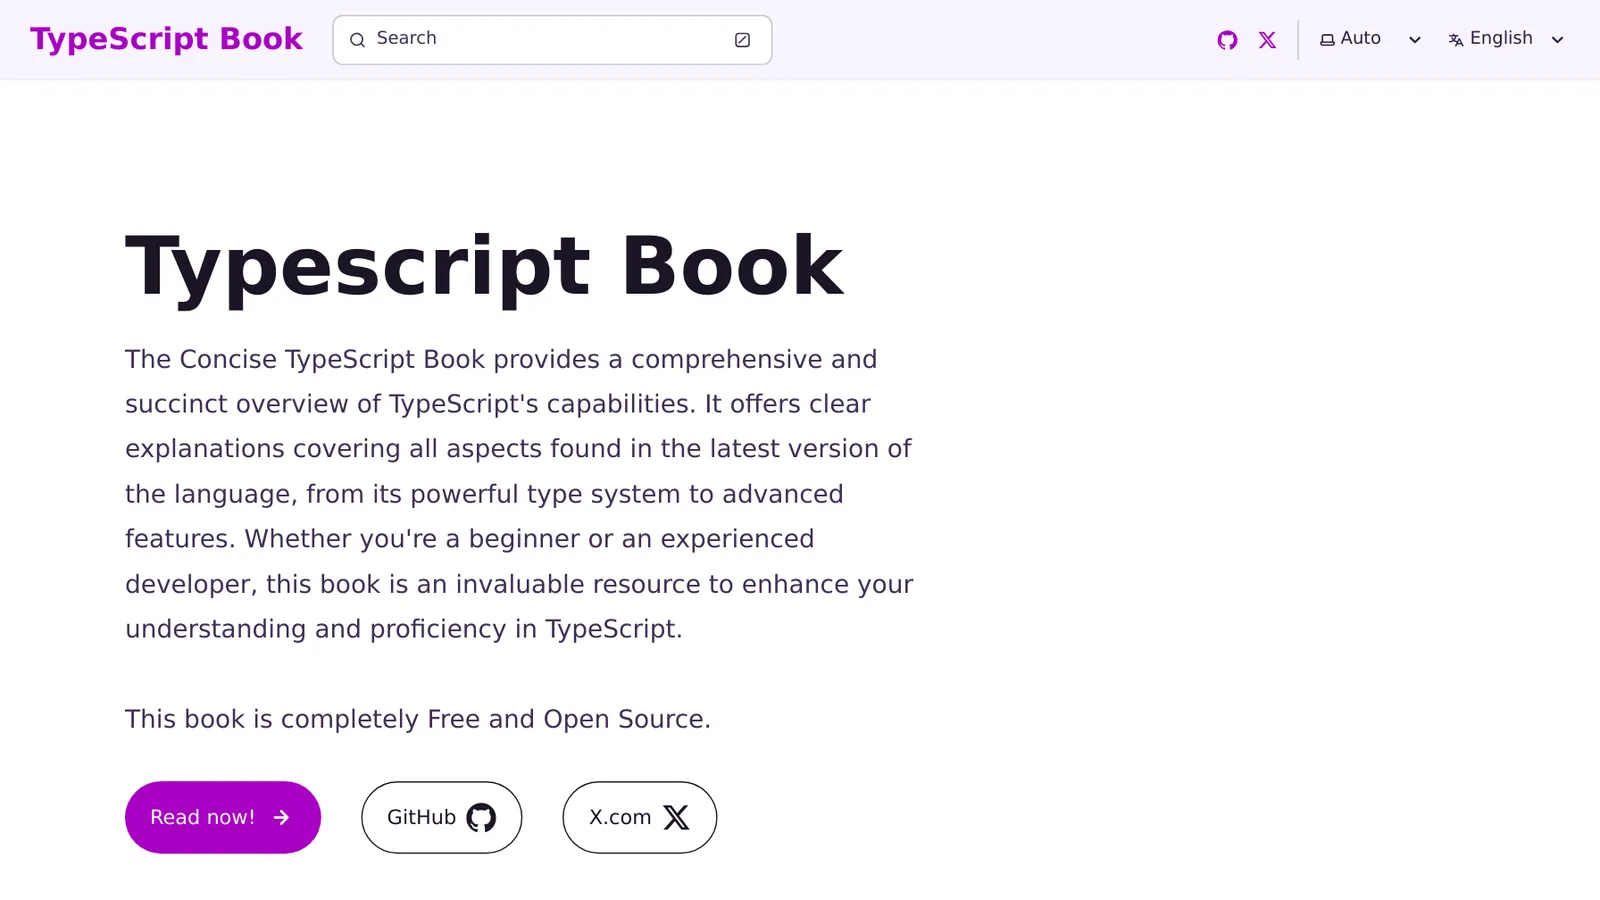 TypeScript Book
Search
Auto
English
Typescript Book
The Concise TypeScript Book provides a comprehensive and
succinct overview of TypeScript's capabilities. It offers clear
explanations covering all aspects found in the latest version of
the language, from its powerful type system to advanced
features. Whether you're a beginner or an experienced
developer, this book is an invaluable resource to enhance your
understanding and proficiency in TypeScript.
This book is completely Free and Open Source.
Read now!
GitHub
X.com